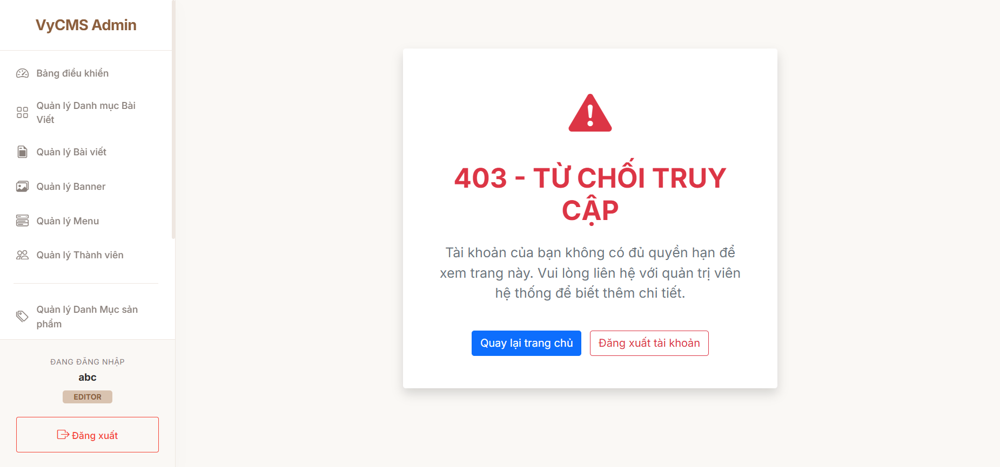 VyCMS Admin
Bảng điều khiển
Quản lý Danh mục Bài
Viết
Quản lý Bài viết
Quản lý Banner
Quản lý Menu
Quản lý Thành viên
Quản lý Danh Mục sản
phẩm
ĐANG ĐĂNG NHẬP
abc
EDITOR
Đăng xuất
403 - TỪ CHỐI TRUY
CẬP
Tài khoản của bạn không có đủ quyền hạn để
xem trang này. Vui lòng liên hệ với quản trị viên
hệ thống để biết thêm chi tiết.
Quay lại trang chủ
Đăng xuất tài khoản